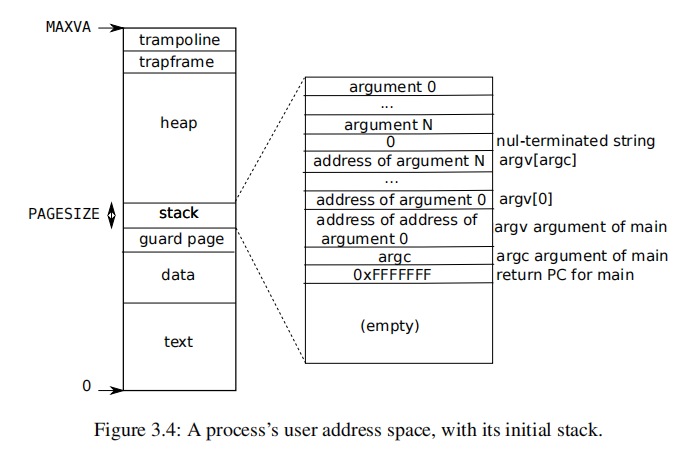 MAXVA
trampoline
trapframe
heap
PAGESIZE
stack
guard page
data
text
0
argument 0
...
argument N
0
nul-terminated string
address of argument N
argv[argc]
...
address of argument 0
argv[0]
address of address of
argument 0
argv argument of main
argc
argc argument of main
0xFFFFFFF
return PC for main
(empty)
Figure 3.4: A process's user address space, with its initial stack.